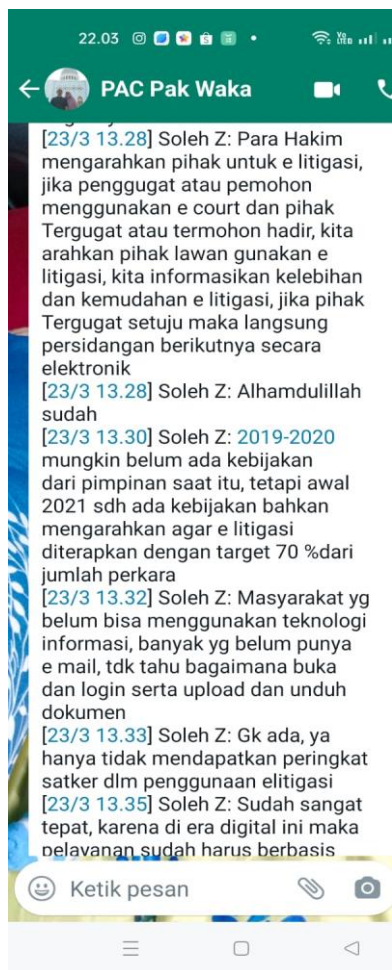 22.03
PAC Pak Waka
[23/3 13.28] Soleh Z: Para Hakim
mengarahkan pihak untuk e litigasi,
jika penggugat atau pemohon
menggunakan e court dan pihak
Tergugat atau termohon hadir, kita
arahkan pihak lawan gunakan e
litigasi, kita informasikan kelebihan
dan kemudahan e litigasi, jika pihak
Tergugat setuju maka langsung
persidangan berikutnya secara
elektronik
[23/3 13.28] Soleh Z: Alhamdulillah
sudah
[23/3 13.30] Soleh Z: 2019-2020
mungkin belum ada kebijakan
dari pimpinan saat itu, tetapi awal
2021 sdh ada kebijakan bahkan
mengarahkan agar e litigasi
diterapkan dengan target 70 %dari
jumlah perkara
[23/3 13.32] Soleh Z: Masyarakat yg
belum bisa menggunakan teknologi
informasi, banyak yg belum punya
e mail, tdk tahu bagaimana buka
dan login serta upload dan unduh
dokumen
[23/3 13.33] Soleh Z: Gk ada, ya
hanya tidak mendapatkan peringkat
satker dlm penggunaan elitigasi
[23/3 13.35] Soleh Z: Sudah sangat
tepat, karena di era digital ini maka
pelayanan sudah harus berbasis
Ketik pesan